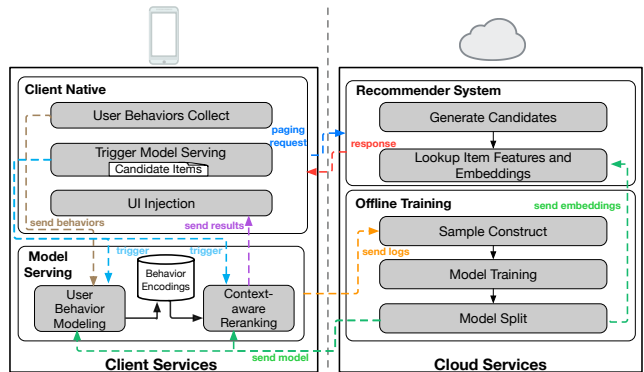 Client Native
User Behaviors Collect
Trigger Model Serving
Candidate Items
UI Injection
send behaviors
send results
trigger
trigger
Model
Serving
Behavior
Encodings
User
Behavior
Modeling
Context-
aware
Reranking
Client Services
paging
request
response
send logs
send model
Recommender System
Generate Candidates
Lookup Item Features and
Embeddings
send embeddings
Offline Training
Sample Construct
Model Training
Model Split
Cloud Services